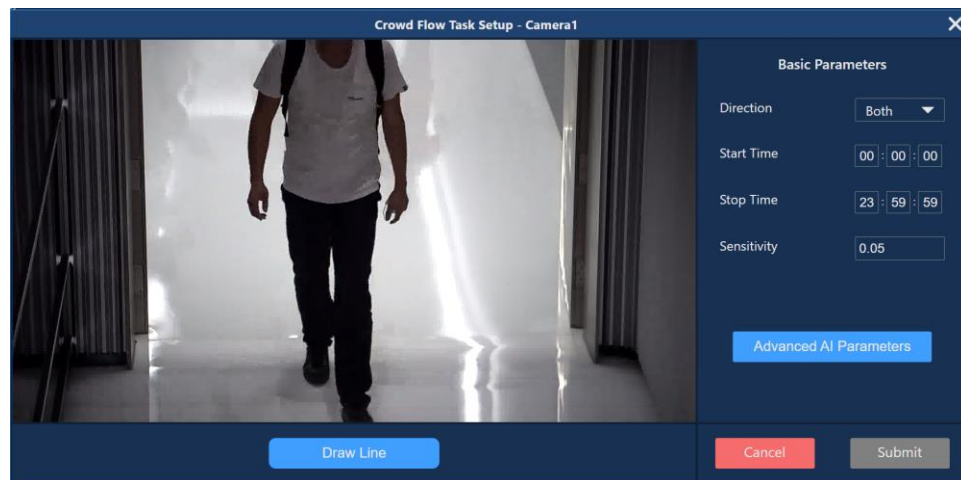 Crowd Flow Task Setup - Camera1
Basic Parameters
Direction Both
Start Time 00 : 00 : 00
Stop Time 23 : 59 : 59
Sensitivity 0.05
Advanced AI Parameters
Draw Line
Cancel Submit